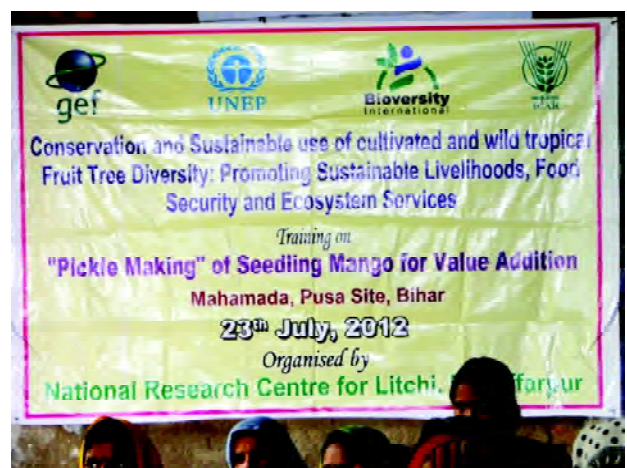 gef
UNEP
Bioversity
International
ICAR
Conservation and Sustainable use of cultivated and wild tropical
Fruit Tree Diversity: Promoting Sustainable Livelihoods, Food
Security and Ecosystem Services
Training on
"Pickle Making" of Seedling Mango for Value Addition
Mahamada, Pusa Site, Bihar
23th July, 2012
Organised by
National Research Centre for Litchi,